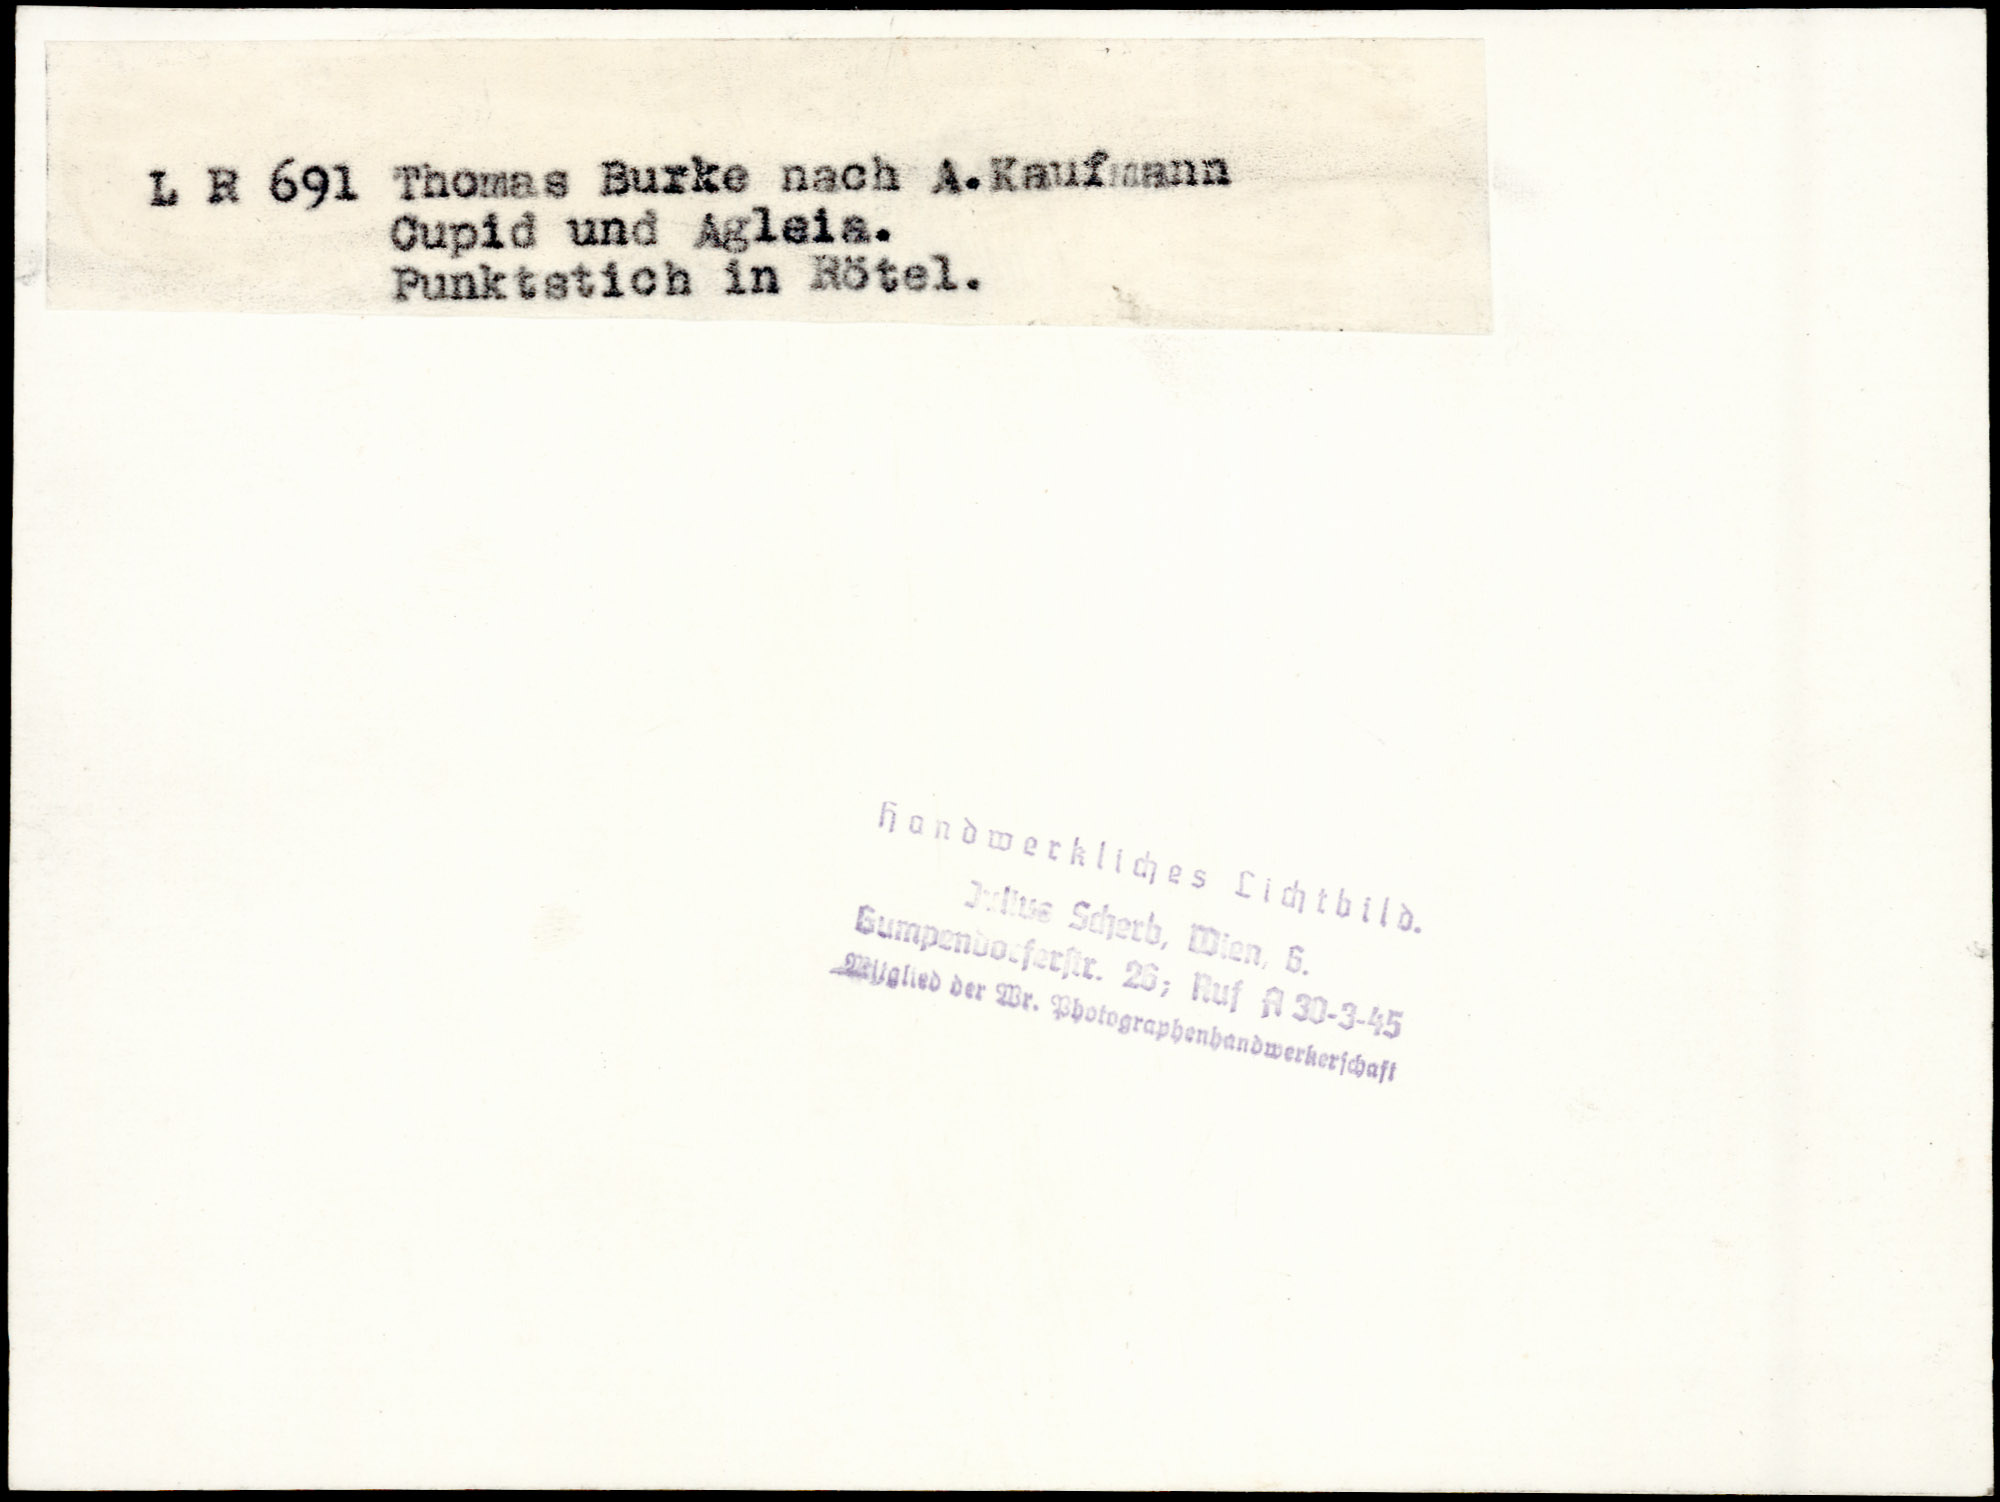 L R 691 Thomas Burke nach A.Kaufmann
Cupid und Agleia.
Punktstich in Rötel.
Handwerkliches Lichtbild.
Julius Scherb, Wien, 6.
Gumpendorferstr. 26; Ruf A 30-3-45
Mitglied der Wr. Photographenhandwerkerschaft